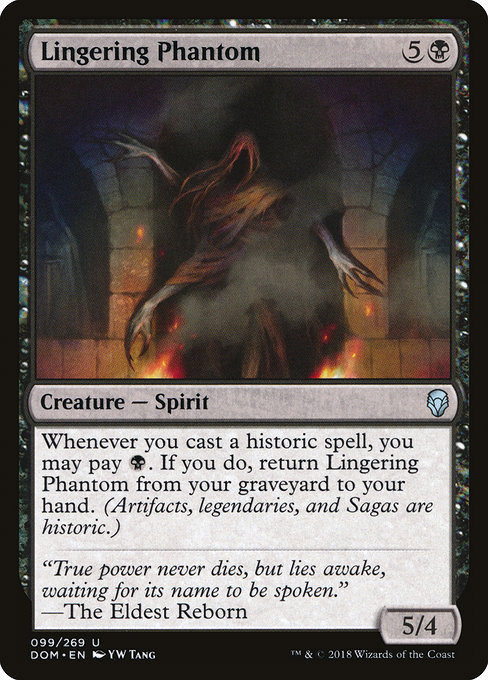 Lingering Phantom 5
Creature — Spirit
Whenever you cast a historic spell, you
may pay . If you do, return Lingering
Phantom from your graveyard to your
hand. (Artifacts, legendaries, and Sagas are
historic.)
“True power never dies, but lies awake,
waiting for its name to be spoken.”
—The Eldest Reborn
5/4
099/269 U
DOM • EN YW Tang
™ & © 2018 Wizards of the Coast